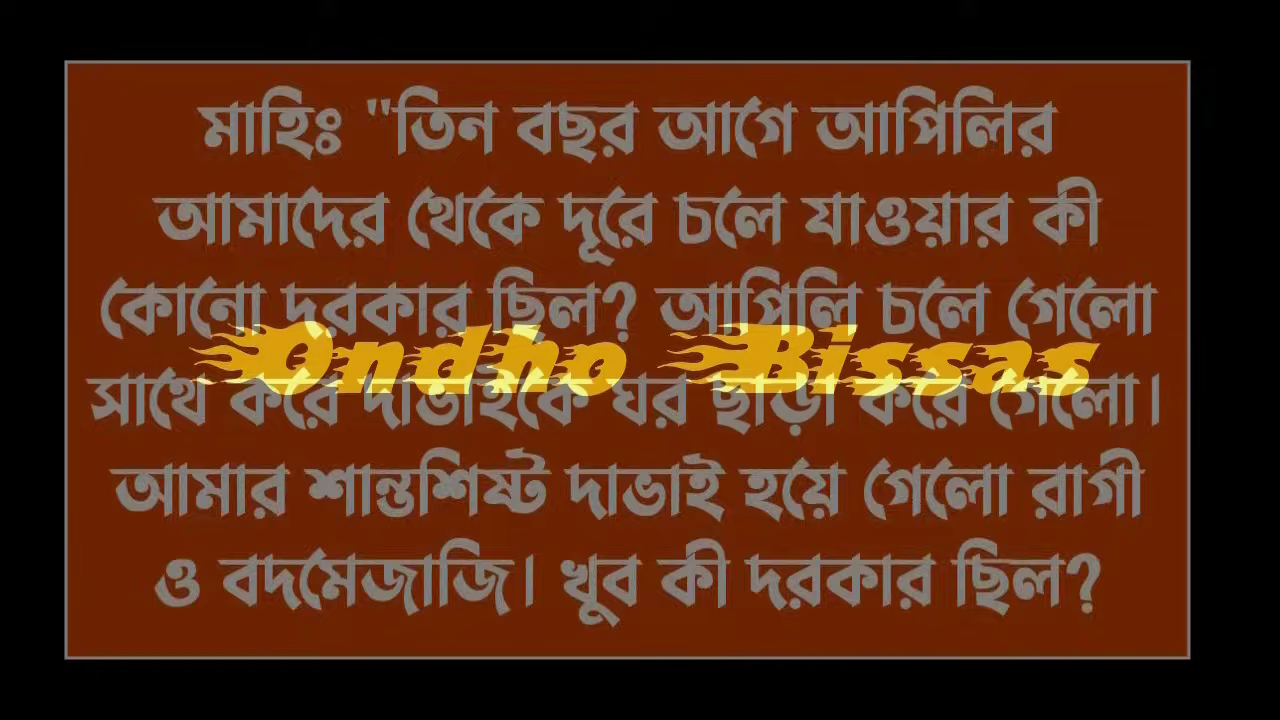 মাহিঃ "তিন বছর আগে আপিলির
আমাদের থেকে দূরে চলে যাওয়ার কী
কোনো দরকার ছিল? আপিলি চলে গেলো
Ondho Bissas
সাথে করে দাভাইকে ঘর ছাড়া করে গেলো।
আমার শান্তশিষ্ট দাভাই হয়ে গেলো রাগী
ও বদমেজাজি। খুব কী দরকার ছিল?